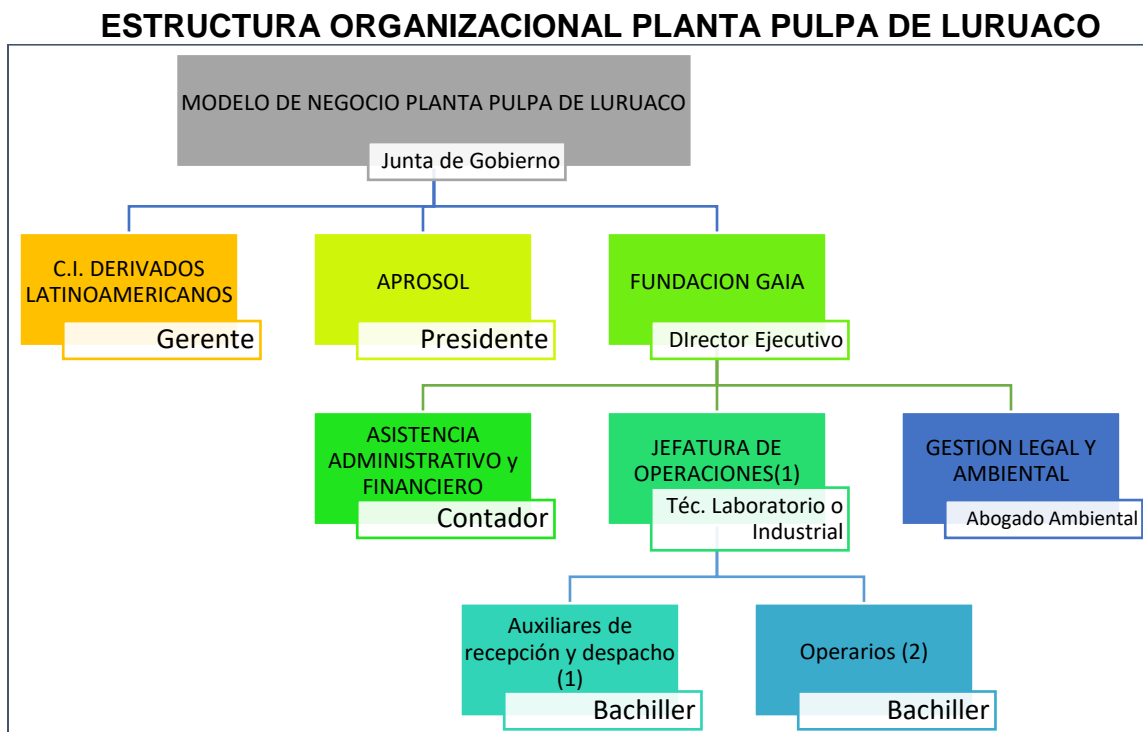 ESTRUCTURA ORGANIZACIONAL PLANTA PULPA DE LURUACO
MODELO DE NEGOCIO PLANTA PULPA DE LURUACO
Junta de Gobierno
C.I. DERIVADOS
LATINOAMERICANOS
Gerente
APROSOL
Presidente
FUNDACION GAIA
DIrector Ejecutivo
ASISTENCIA
ADMINISTRATIVO y
FINANCIERO
Contador
JEFATURA DE
OPERACIONES(1)
Téc. Laboratorio o
Industrial
GESTION LEGAL Y
AMBIENTAL
Abogado Ambiental
Auxiliares de
recepción y despacho
(1)
Bachiller
Operarios (2)
Bachiller